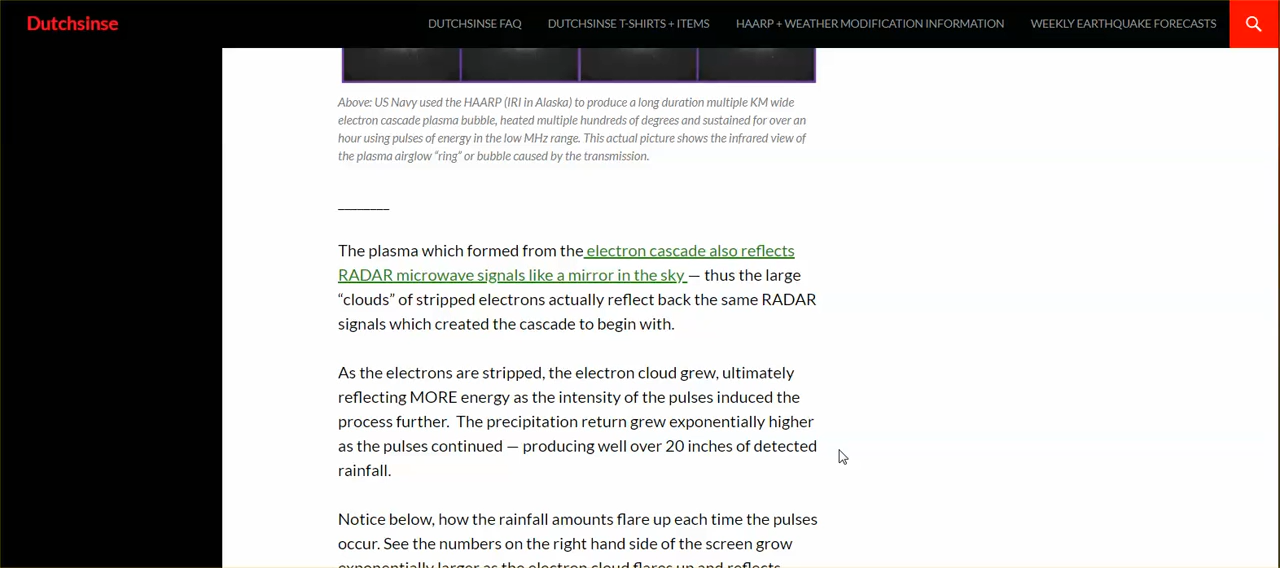 Dutchsinse
DUTCHSINSE FAQ DUTCHSINSE T-SHIRTS + ITEMS HAARP + WEATHER MODIFICATION INFORMATION WEEKLY EARTHQUAKE FORECASTS
Above: US Navy used the HAARP (IRI in Alaska) to produce a long duration multiple KM wide
electron cascade plasma bubble, heated multiple hundreds of degrees and sustained for over an
hour using pulses of energy in the low MHz range. This actual picture shows the infrared view of
the plasma airglow “ring” or bubble caused by the transmission.
________
The plasma which formed from the electron cascade also reflects
RADAR microwave signals like a mirror in the sky — thus the large
“clouds” of stripped electrons actually reflect back the same RADAR
signals which created the cascade to begin with.
As the electrons are stripped, the electron cloud grew, ultimately
reflecting MORE energy as the intensity of the pulses induced the
process further.  The precipitation return grew exponentially higher
as the pulses continued — producing well over 20 inches of detected
rainfall.
Notice below, how the rainfall amounts flare up each time the pulses
occur. See the numbers on the right hand side of the screen grow
exponentially larger as the electron cloud flares up and reflects